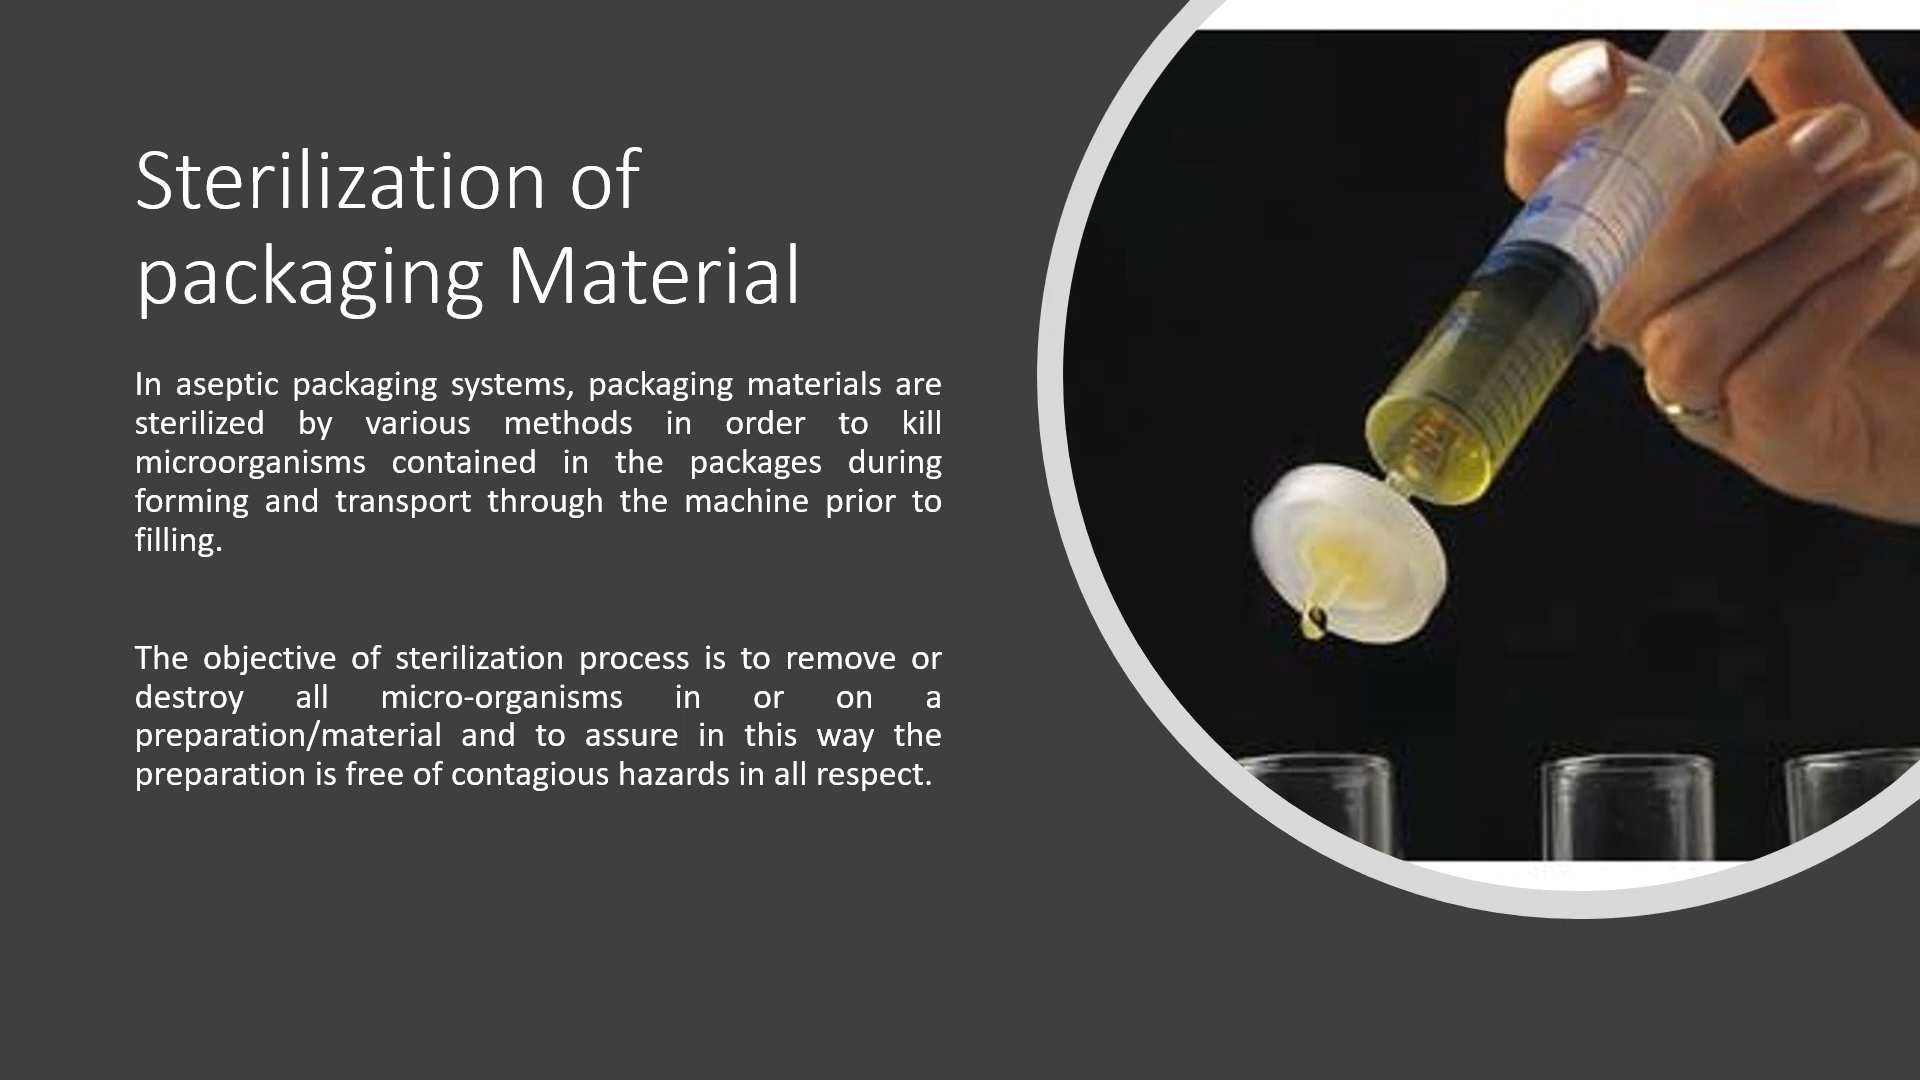 Sterilization of
packaging Material
In aseptic packaging systems, packaging materials are
sterilized by various methods in order to kill
microorganisms contained in the packages during
forming and transport through the machine prior to
filling.
The objective of sterilization process is to remove or
destroy all micro-organisms in or on a
preparation/material and to assure in this way the
preparation is free of contagious hazards in all respect.